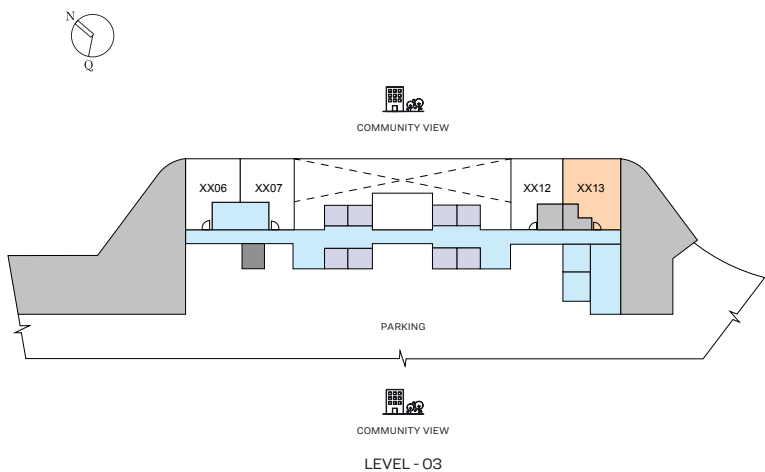 N
Q
COMMUNITY VIEW
XX06
XX07
XX12
XX13
PARKING
COMMUNITY VIEW
LEVEL - 03